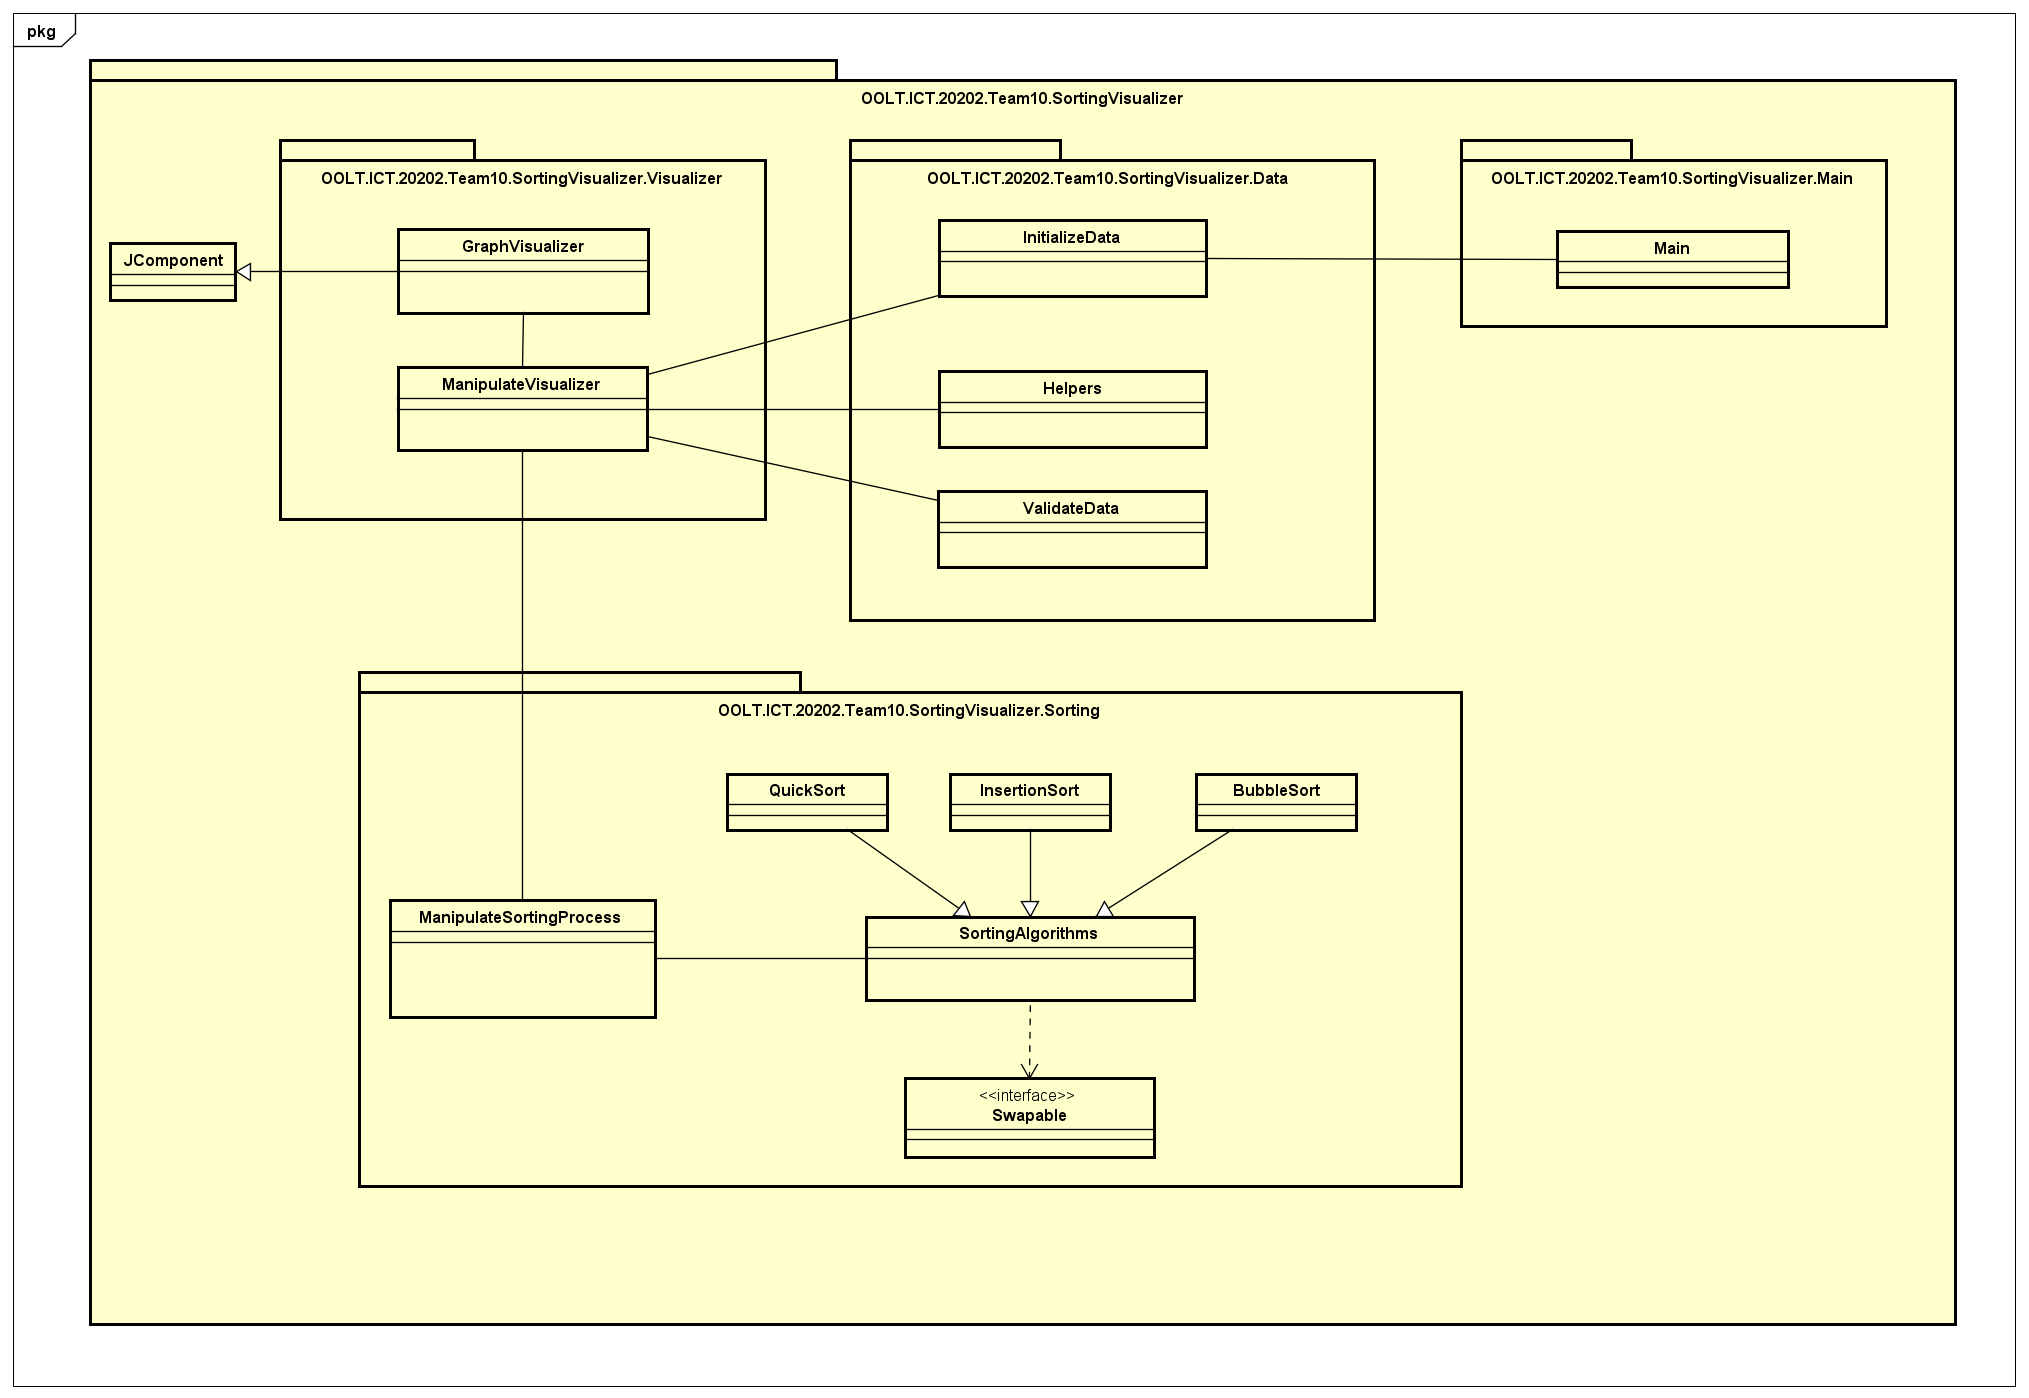 pkg
OOLT.ICT.20202.Team10.SortingVisualizer
OOLT.ICT.20202.Team10.SortingVisualizer.Visualizer
OOLT.ICT.20202.Team10.SortingVisualizer.Data
OOLT.ICT.20202.Team10.SortingVisualizer.Main
JComponent
GraphVisualizer
InitializeData
Main
ManipulateVisualizer
Helpers
ValidateData
OOLT.ICT.20202.Team10.SortingVisualizer.Sorting
QuickSort
InsertionSort
BubbleSort
ManipulateSortingProcess
SortingAlgorithms
<<interface>>
Swapable